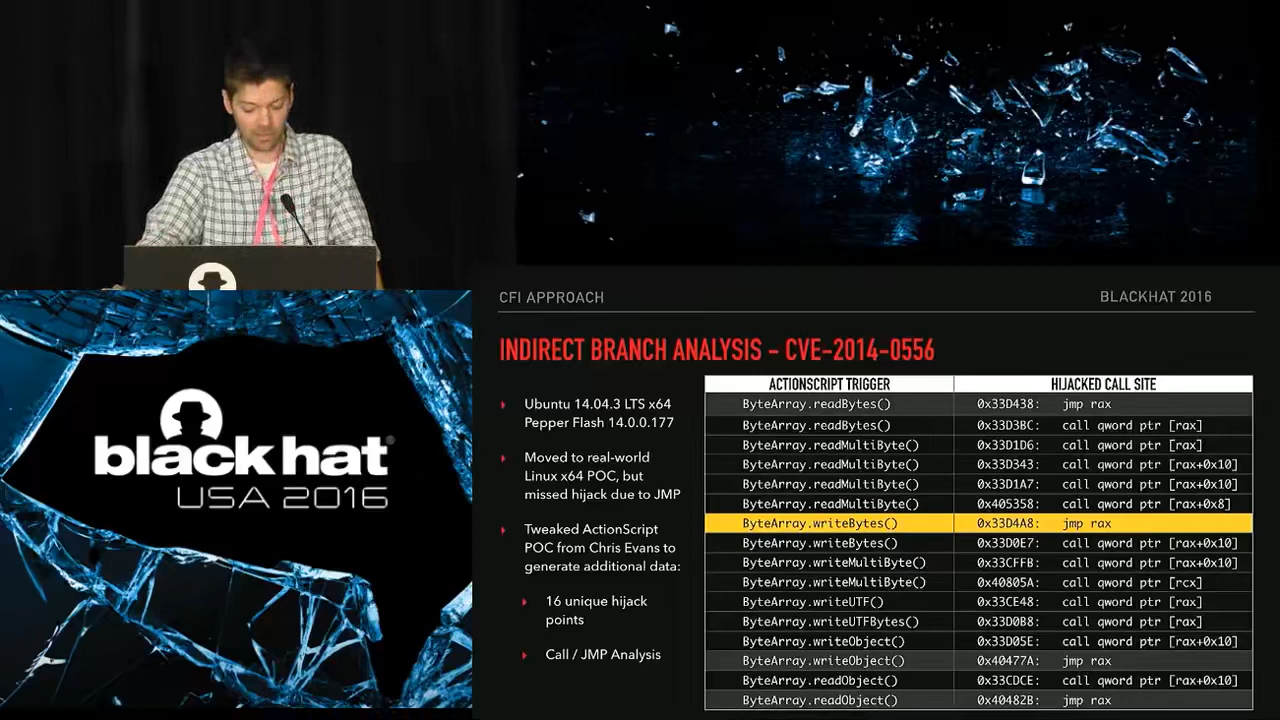 CFI APPROACH
BLACKHAT 2016
INDIRECT BRANCH ANALYSIS - CVE-2014-0556
Ubuntu 14.04.3 LTS x64
Pepper Flash 14.0.0.177
Moved to real-world
Linux x64 POC, but
missed hijack due to JMP
Tweaked ActionScript
POC from Chris Evans to
generate additional data:
16 unique hijack
points
Call / JMP Analysis
ACTIONSCRIPT TRIGGER HIJACKED CALL SITE
ByteArray.readBytes() 0x33D438: jmp rax
ByteArray.readBytes() 0x33D3BC: call qword ptr [rax]
ByteArray.readMultiByte() 0x33D1D6: call qword ptr [rax]
ByteArray.readMultiByte() 0x33D343: call qword ptr [rax+0x10]
ByteArray.readMultiByte() 0x33D1A7: call qword ptr [rax+0x10]
ByteArray.readMultiByte() 0x405358: call qword ptr [rax+0x8]
ByteArray.writeBytes() 0x33D4A8: jmp rax
ByteArray.writeBytes() 0x33D0E7: call qword ptr [rax+0x10]
ByteArray.writeMultiByte() 0x33CFFB: call qword ptr [rax+0x10]
ByteArray.writeMultiByte() 0x40805A: call qword ptr [rcx]
ByteArray.writeUTF() 0x33CE48: call qword ptr [rax]
ByteArray.writeUTFBytes() 0x33D0B8: call qword ptr [rax]
ByteArray.writeObject() 0x33D05E: call qword ptr [rax+0x10]
ByteArray.writeObject() 0x40477A: jmp rax
ByteArray.readObject() 0x33CDCE: call qword ptr [rax+0x10]
ByteArray.readObject() 0x40482B: jmp rax
black hat®
USA 2016